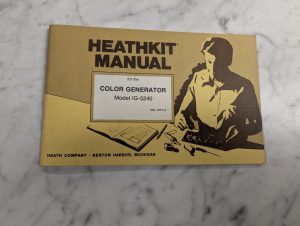 HEATHKIT
MANUAL
for the
COLOR GENERATOR
Model IG-5240
HEATH COMPANY · BENTON HARBOR, MICHIGAN